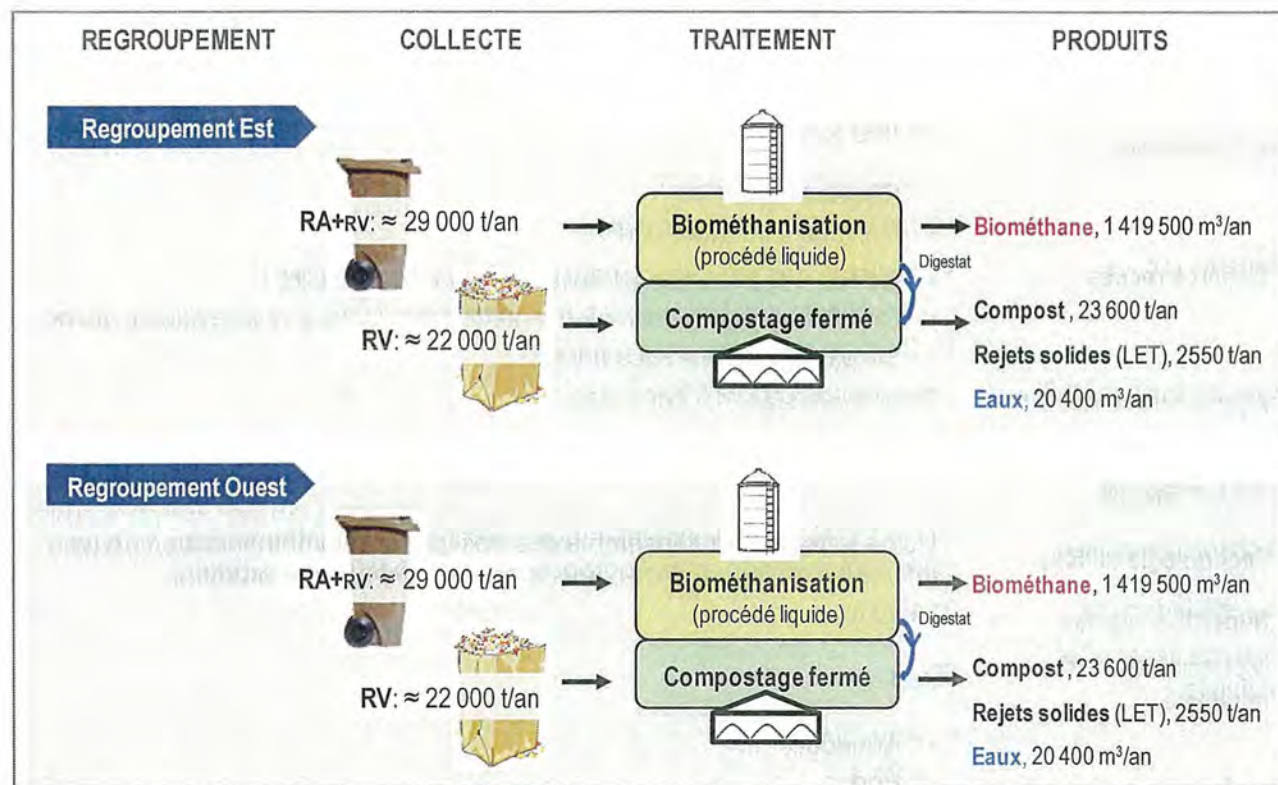 REGROUPEMENT COLLECTE TRAITEMENT PRODUITS
Regroupement Est
RA+RV: ≈ 29 000 t/an
Biométhanisation
(procédé liquide)
Biométhane, 1 419 500 m³/an
Digestat
RV: ≈ 22 000 t/an
Compostage fermé
Compost , 23 600 t/an
Rejets solides (LET), 2550 t/an
Eaux, 20 400 m³/an
Regroupement Ouest
RA+RV: ≈ 29 000 t/an
Biométhanisation
(procédé liquide)
Biométhane, 1 419 500 m³/an
Digestat
RV: ≈ 22 000 t/an
Compostage fermé
Compost , 23 600 t/an
Rejets solides (LET), 2550 t/an
Eaux, 20 400 m³/an